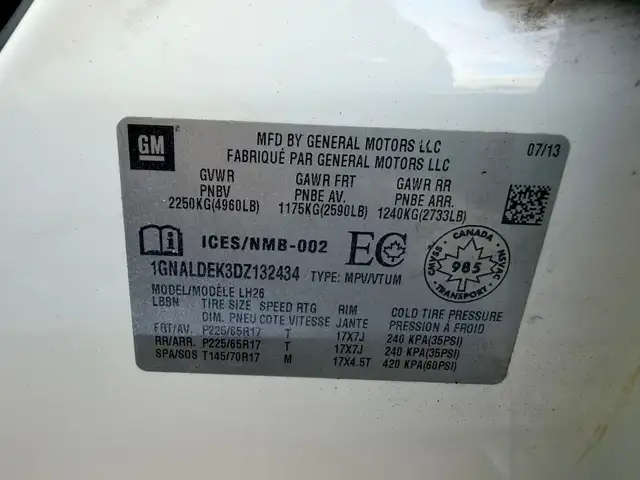 GM
MFD BY GENERAL MOTORS LLC
07/13
FABRIQUÉ PAR GENERAL MOTORS LLC
GVWR GAWR FRT GAWR RR
PNBV PNBE AV. PNBE ARR.
2250KG(4960LB) 1175KG(2590LB) 1240KG(2733LB)
ICES/NMB-002 EC
CANADA
SVAC NSVAC
985
TRANSPORT
1GNALDEK3DZ132434 TYPE: MPV/VTUM
MODEL/MODÈLE LH26
LBBN TIRE SIZE SPEED RTG RIM COLD TIRE PRESSURE
DIM. PNEU COTE VITESSE JANTE PRESSION À FROID
FRT/AV. P225/65R17 T 17X7J 240 KPA(35PSI)
RR/ARR. P225/65R17 T 17X7J 240 KPA(35PSI)
SPA/SOS T145/70R17 M 17X4.5T 420 KPA(60PSI)